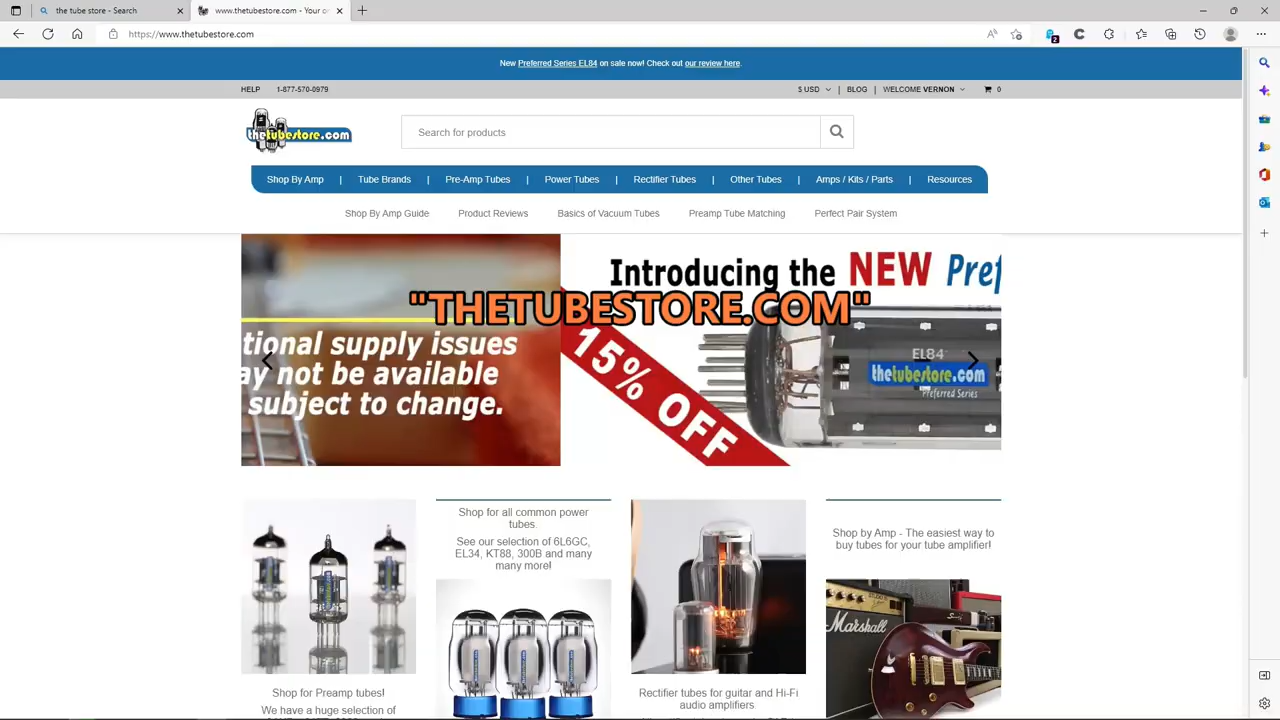 the tube store - Search
www.thetubestore.com - Your on
https://www.thetubestore.com
New Preferred Series EL84 on sale now! Check out our review here.
HELP
1-877-570-0979
$ USD
BLOG
WELCOME VERNON
0
thetubestore.com
Search for products
Shop By Amp | Tube Brands | Pre-Amp Tubes | Power Tubes | Rectifier Tubes | Other Tubes | Amps / Kits / Parts | Resources
Shop By Amp Guide
Product Reviews
Basics of Vacuum Tubes
Preamp Tube Matching
Perfect Pair System
tional supply issues
ay not be available
subject to change.
Introducing the NEW Pref
"THETUBESTORE.COM"
15% OFF
EL84
thetubestore.com
Preferred Series
Shop for all common power
tubes.
See our selection of 6L6GC,
EL34, KT88, 300B and many
many more!
Shop by Amp - The easiest way to
buy tubes for your tube amplifier!
Marshall
Shop for Preamp tubes!
We have a huge selection of
Rectifier tubes for guitar and Hi-Fi
audio amplifiers